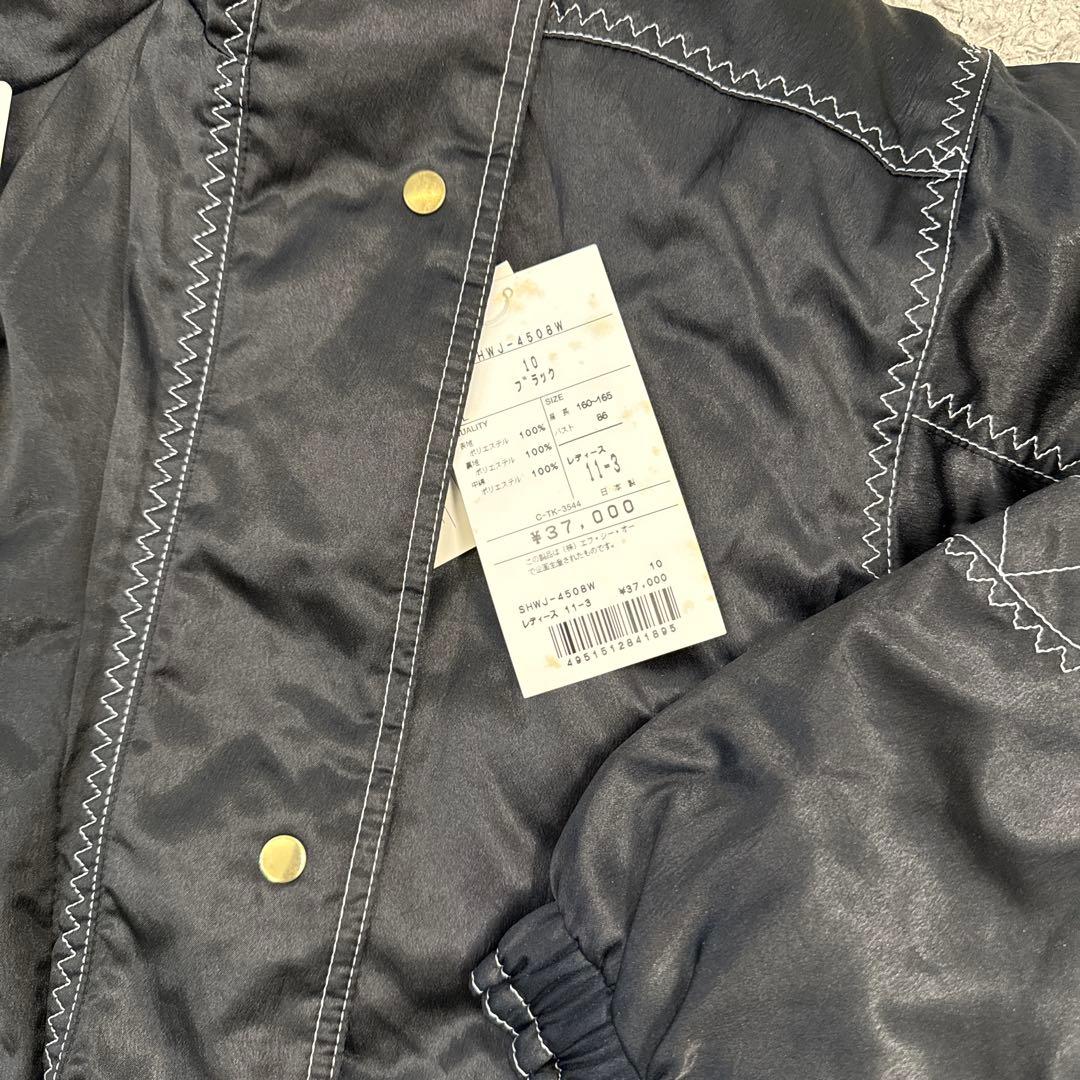 HWJ-4508W
10
ブラック
SIZE
身長 160~165
バスト 86
レディース
11-3
日本製
UALITY
表地
ポリエステル 100%
裏地
ポリエステル 100%
中綿
ポリエステル 100%
C-TK-3544
¥37,000
この製品は(株)エフ・シー・オー
で企画生産されたものです。
SHWJ-4508W 10
レディース 11-3 ¥37,000
4951512841895